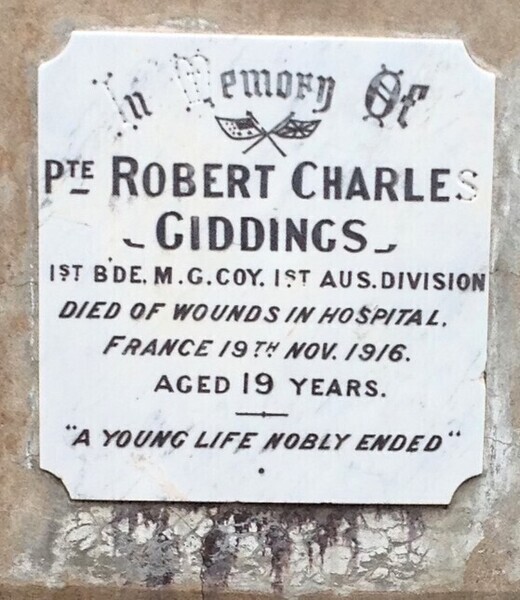 In Memory Of
PTE ROBERT CHARLES
GIDDINGS
1ST B'DE. M.G. COY. 1ST AUS. DIVISION
DIED OF WOUNDS IN HOSPITAL,
FRANCE 19TH NOV. 1916.
AGED 19 YEARS.
"A YOUNG LIFE NOBLY ENDED"